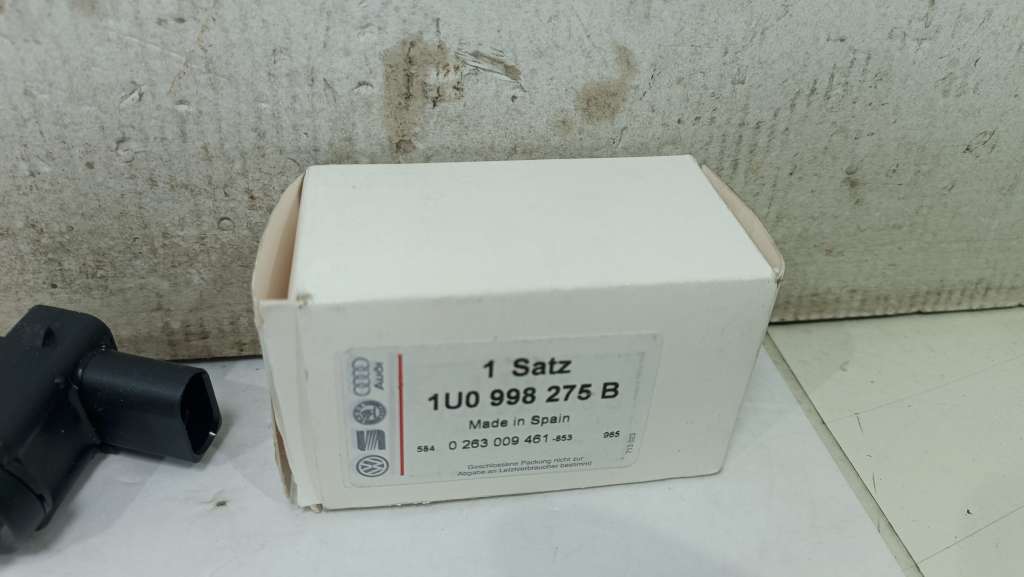 1 Satz
1U0 998 275 B
Made in Spain
584 0 263 009 461 -853 965
Geschlossene Packung nicht zur
Abgabe an Letztverbraucher bestimmt
Audi